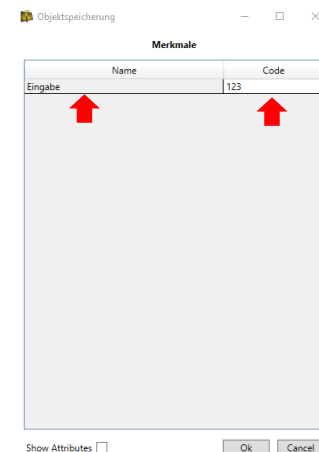 Objektspeicherung
Merkmale
Name Code
Eingabe 123
Show Attributes Ok Cancel